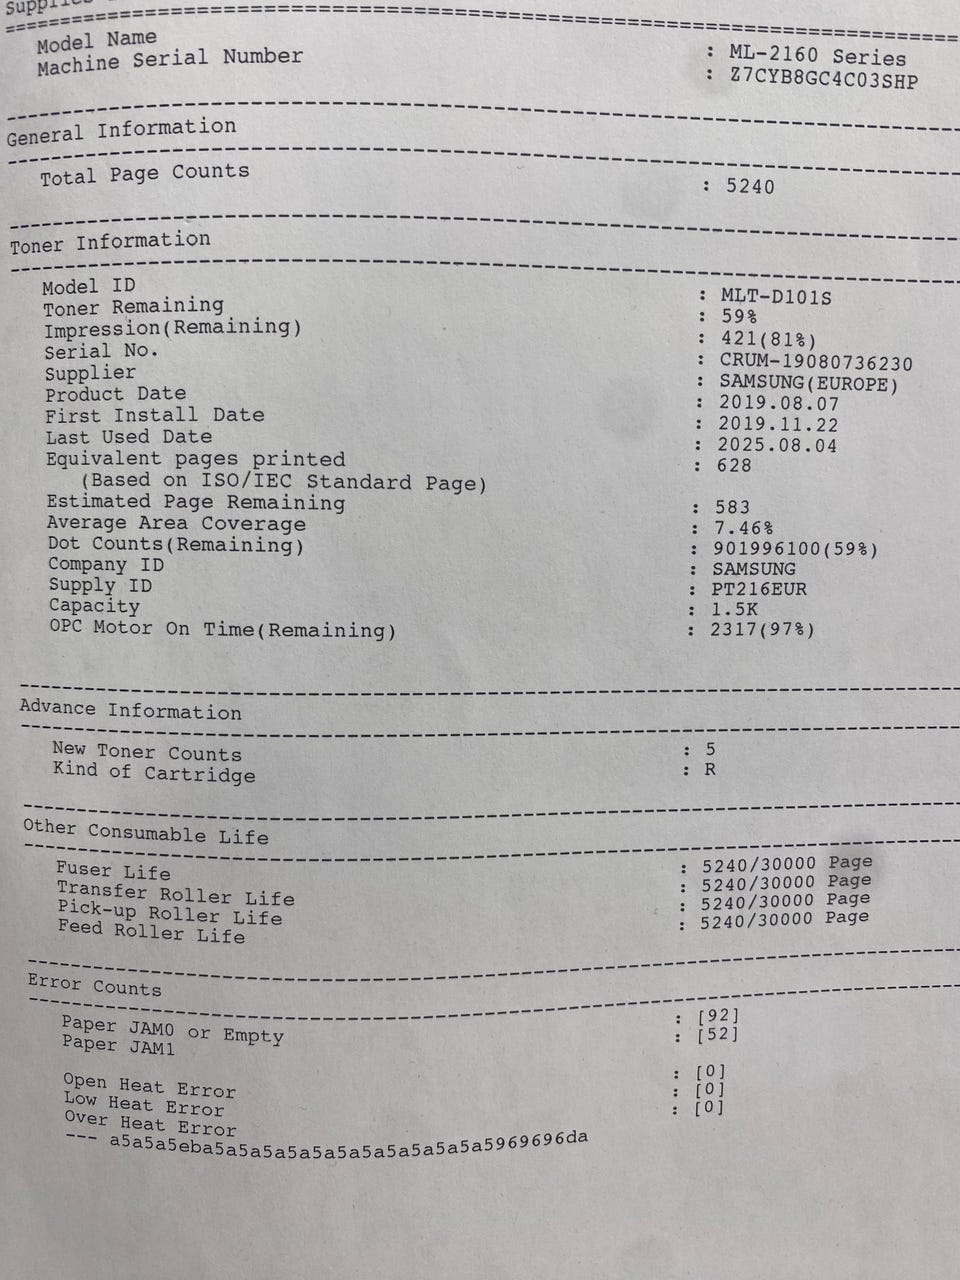 Supplies
Model Name : ML-2160 Series
Machine Serial Number : Z7CYB8GC4C03SHP
General Information
Total Page Counts : 5240
Toner Information
Model ID : MLT-D101S
Toner Remaining : 59%
Impression(Remaining) : 421(81%)
Serial No. : CRUM-19080736230
Supplier : SAMSUNG(EUROPE)
Product Date : 2019.08.07
First Install Date : 2019.11.22
Last Used Date : 2025.08.04
Equivalent pages printed : 628
(Based on ISO/IEC Standard Page)
Estimated Page Remaining : 583
Average Area Coverage : 7.46%
Dot Counts(Remaining) : 901996100(59%)
Company ID : SAMSUNG
Supply ID : PT216EUR
Capacity : 1.5K
OPC Motor On Time(Remaining) : 2317(97%)
Advance Information
New Toner Counts : 5
Kind of Cartridge : R
Other Consumable Life
Fuser Life : 5240/30000 Page
Transfer Roller Life : 5240/30000 Page
Pick-up Roller Life : 5240/30000 Page
Feed Roller Life : 5240/30000 Page
Error Counts
Paper JAM0 or Empty : [92]
Paper JAM1 : [52]
Open Heat Error : [0]
Low Heat Error : [0]
Over Heat Error : [0]
--- a5a5a5eba5a5a5a5a5a5a5a5a5a5a5a5969696da